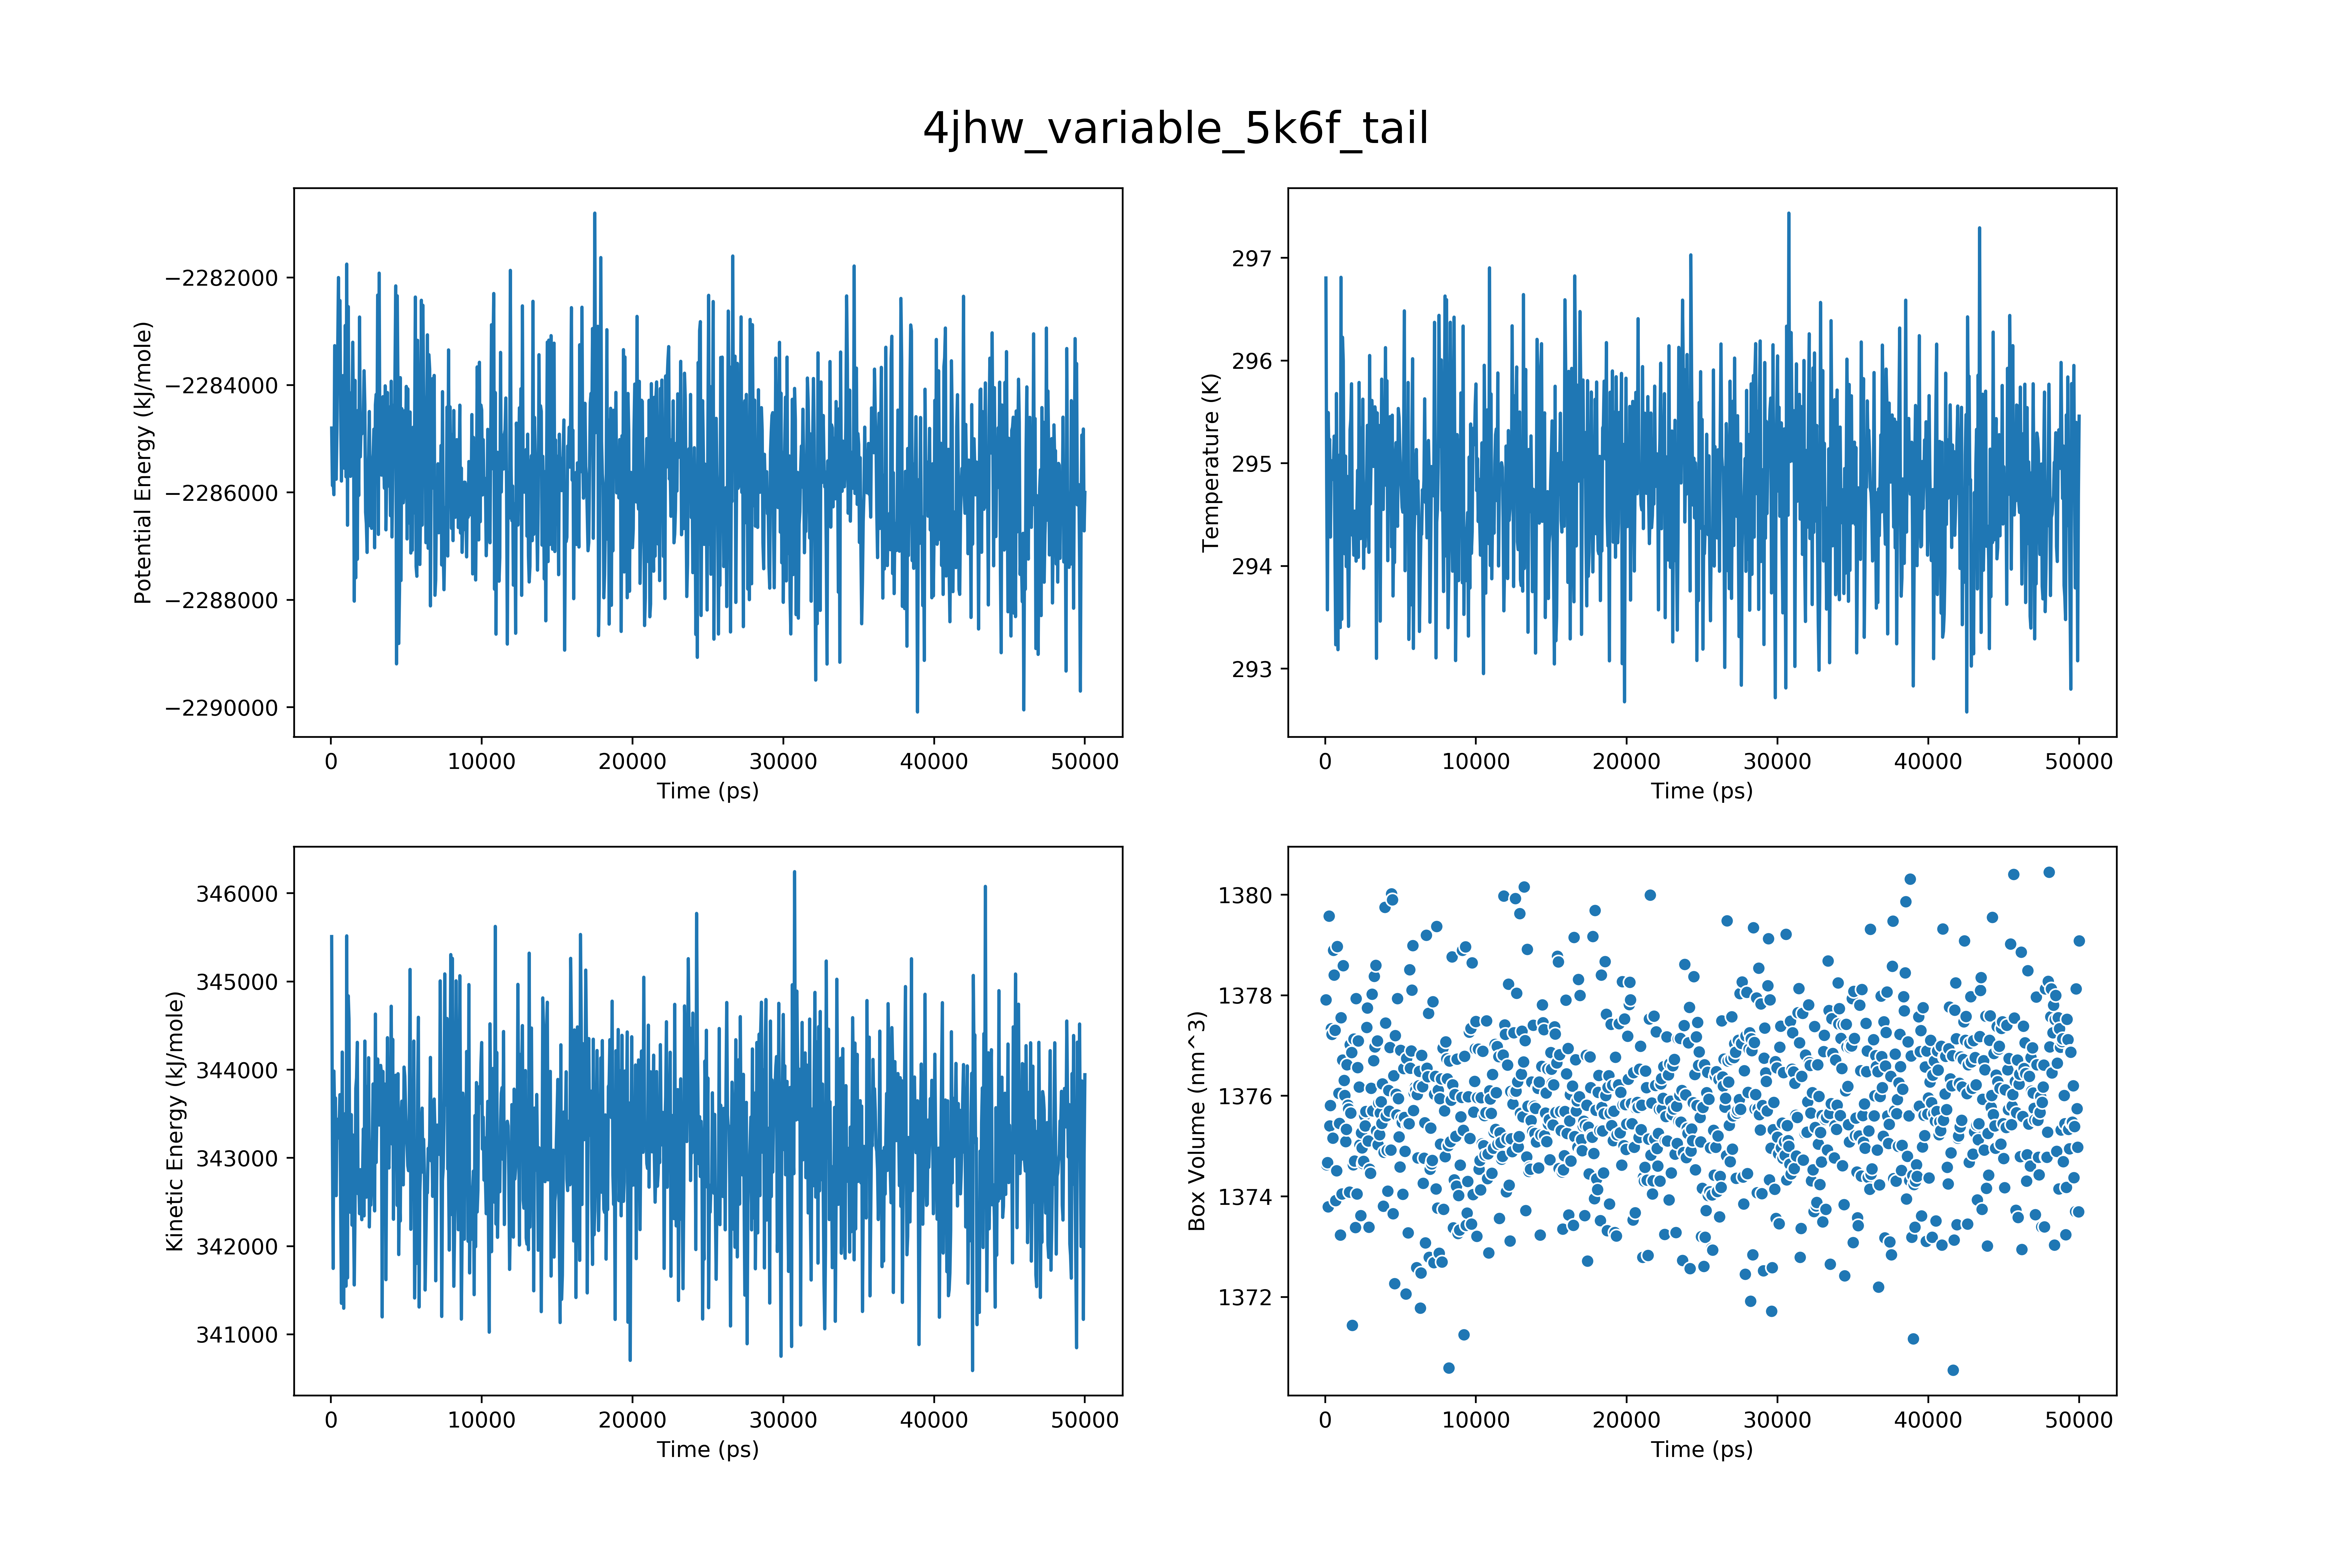 4jhw_variable_5k6f_tail
Potential Energy (kJ/mole)
−2282000
−2284000
−2286000
−2288000
−2290000
0 10000 20000 30000 40000 50000
Time (ps)
Temperature (K)
297
296
295
294
293
0 10000 20000 30000 40000 50000
Time (ps)
Kinetic Energy (kJ/mole)
346000
345000
344000
343000
342000
341000
0 10000 20000 30000 40000 50000
Time (ps)
Box Volume (nm^3)
1380
1378
1376
1374
1372
0 10000 20000 30000 40000 50000
Time (ps)